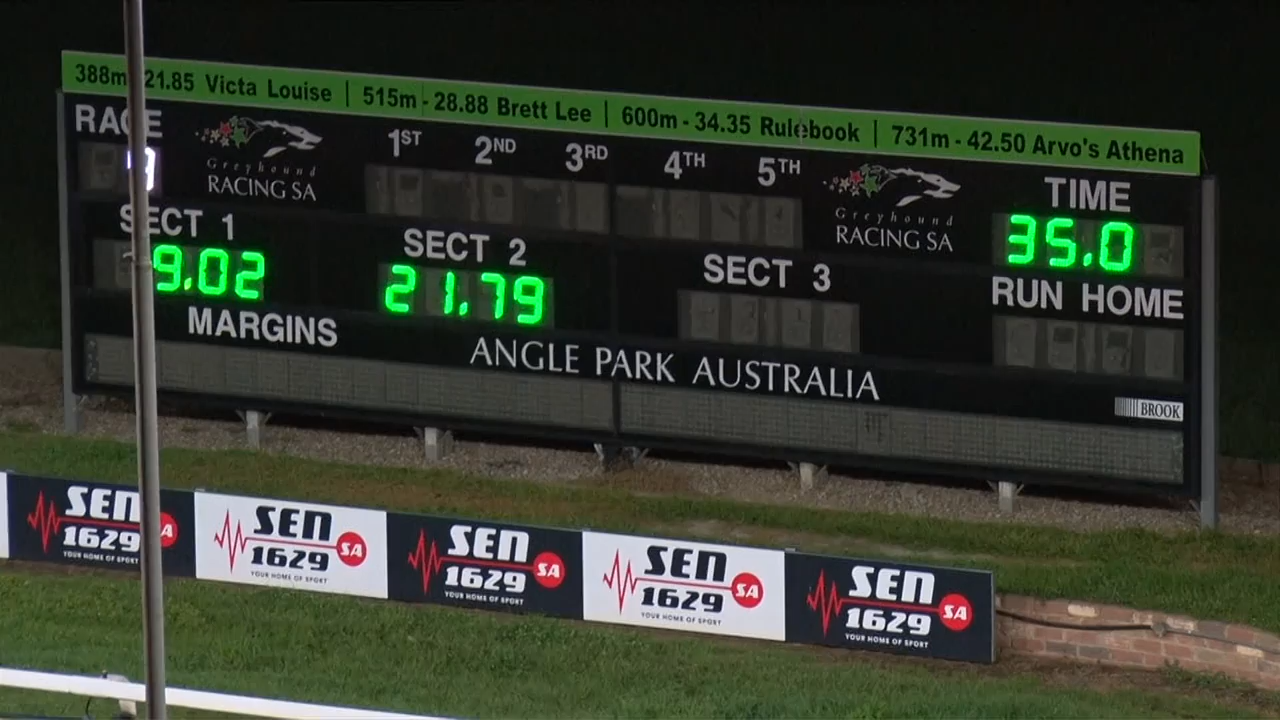 388m 21.85 Victa Louise | 515m - 28.88 Brett Lee | 600m - 34.35 Rulebook | 731m - 42.50 Arvo's Athena
RACE
1ST 2ND 3RD 4TH 5TH
TIME
Greyhound
RACING SA
Greyhound
RACING SA
35.0
SECT 1
SECT 2
SECT 3
RUN HOME
9.02
21.79
MARGINS
ANGLE PARK AUSTRALIA
BROOK
SEN
1629
YOUR HOME OF SPORT
SEN
1629
SA
YOUR HOME OF SPORT
SEN
1629
SA
YOUR HOME OF SPORT
SEN
1629
SA
YOUR HOME OF SPORT
SEN
1629
SA
YOUR HOME OF SPORT